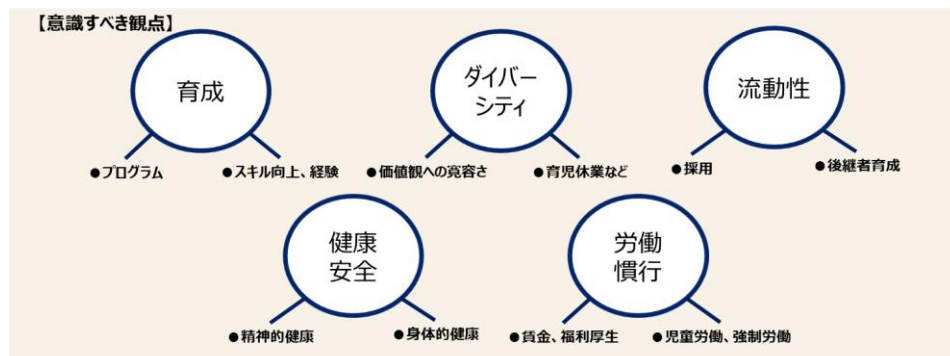 【意識すべき観点】
育成
ダイバー
シティ
流動性
●プログラム
●スキル向上、経験
●価値観への寛容さ
●育児休業など
●採用
●後継者育成
健康
安全
労働
慣行
●精神的健康
●身体的健康
●賃金、福利厚生
●児童労働、強制労働